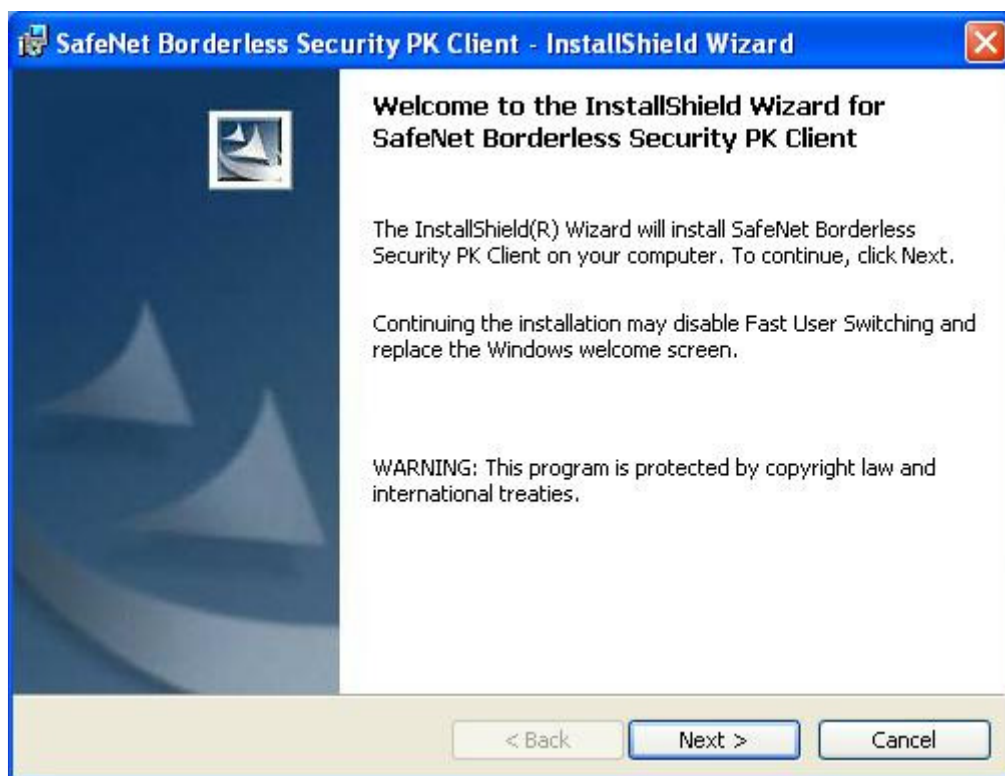 SafeNet Borderless Security PK Client - InstallShield Wizard
Welcome to the InstallShield Wizard for
SafeNet Borderless Security PK Client
The InstallShield(R) Wizard will install SafeNet Borderless
Security PK Client on your computer. To continue, click Next.
Continuing the installation may disable Fast User Switching and
replace the Windows welcome screen.
WARNING: This program is protected by copyright law and
international treaties.
< Back
Next >
Cancel